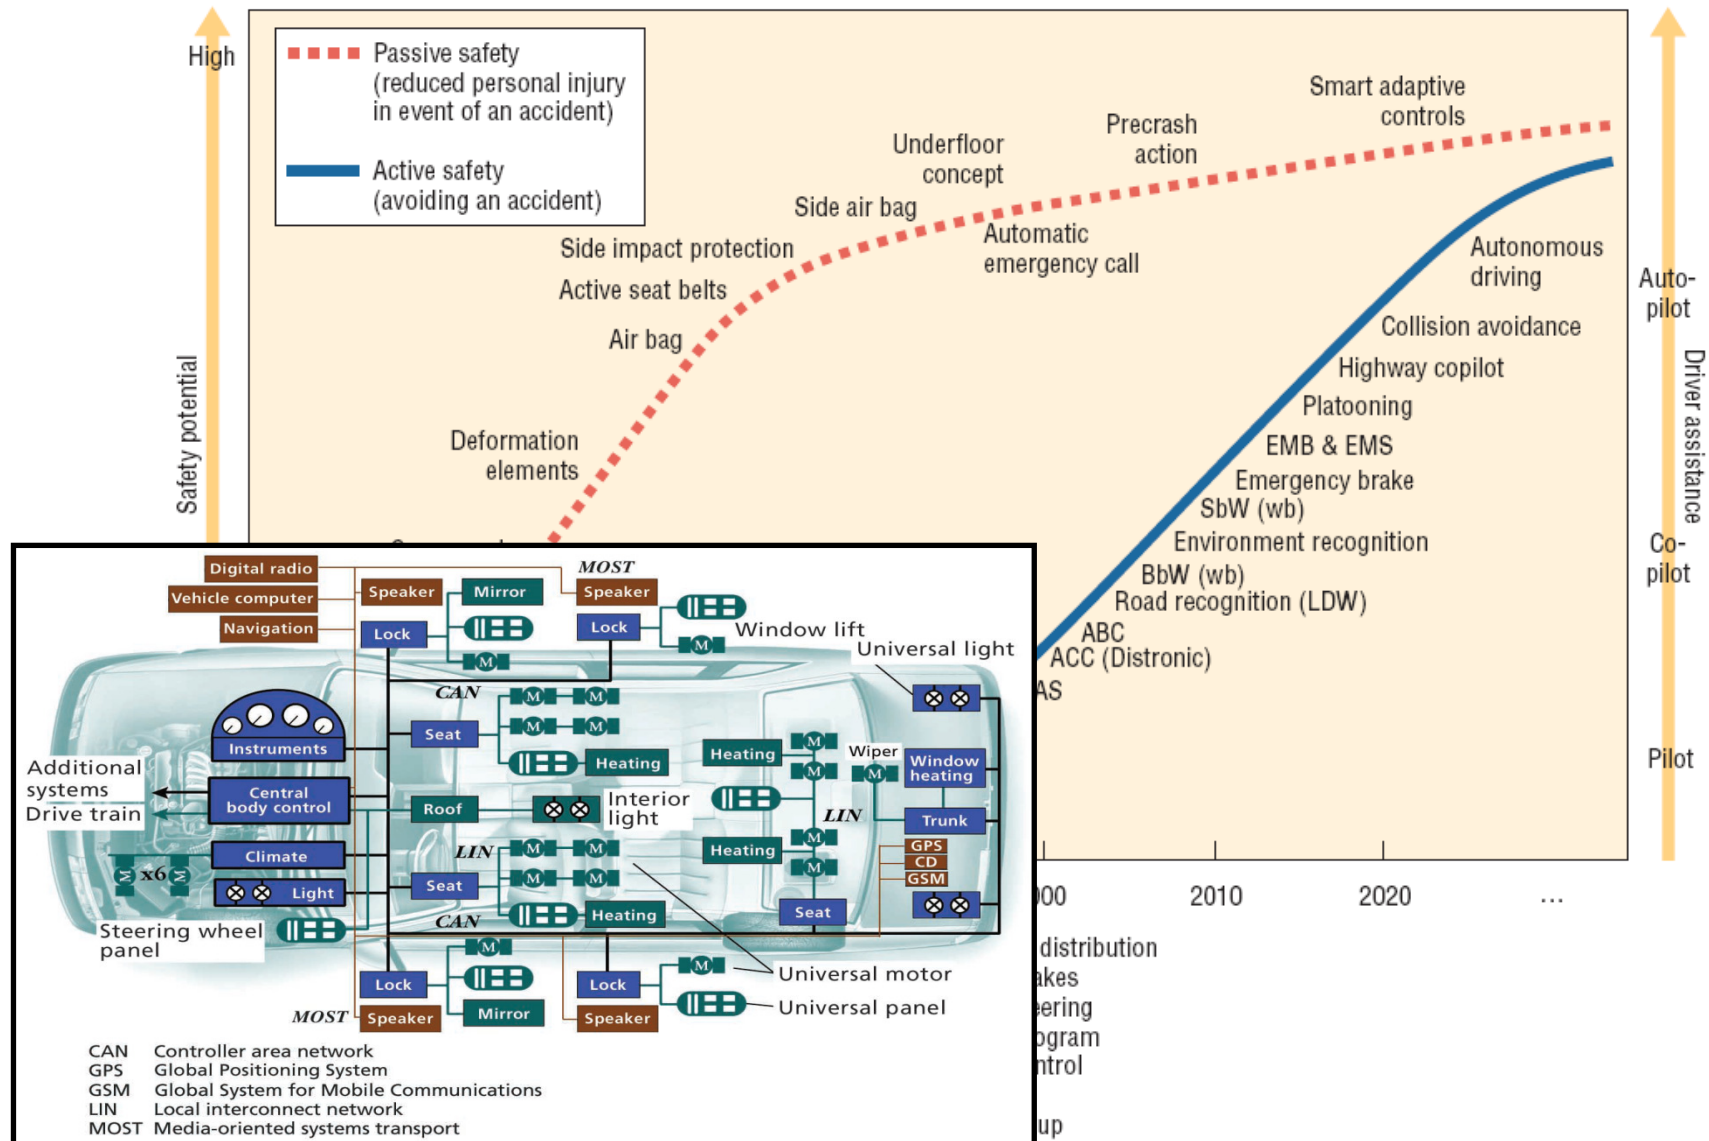 High
Passive safety
(reduced personal injury
in event of an accident)
Active safety
(avoiding an accident)
Safety potential
Smart adaptive
controls
Precrash
action
Underfloor
concept
Side air bag
Automatic
emergency call
Side impact protection
Active seat belts
Air bag
Deformation
elements
Autonomous
driving
Collision avoidance
Highway copilot
Platooning
EMB & EMS
Emergency brake
SbW (wb)
Environment recognition
BbW (wb)
Road recognition (LDW)
ABC
ACC (Distronic)
AS
Auto-
pilot
Driver assistance
Co-
pilot
Pilot
00
2010
2020
...
distribution
akes
eering
ogram
ntrol
up
Digital radio
Vehicle computer
Navigation
Speaker
Mirror
MOST
Speaker
Lock
M
Lock
M
Window lift
Universal light
CAN
M
M
M
M
Seat
Heating
Instruments
Additional
systems
Drive train
Central
body control
Roof
Interior
light
Heating
M
M
Wiper
M
Window
heating
LIN
Trunk
Climate
M
x6
M
Light
LIN
M
M
M
M
Seat
Heating
CAN
Heating
M
M
GPS
CD
GSM
Seat
Steering wheel
panel
M
Lock
Mirror
MOST
Speaker
Lock
M
Speaker
Universal motor
Universal panel
CAN Controller area network
GPS Global Positioning System
GSM Global System for Mobile Communications
LIN Local interconnect network
MOST Media-oriented systems transport